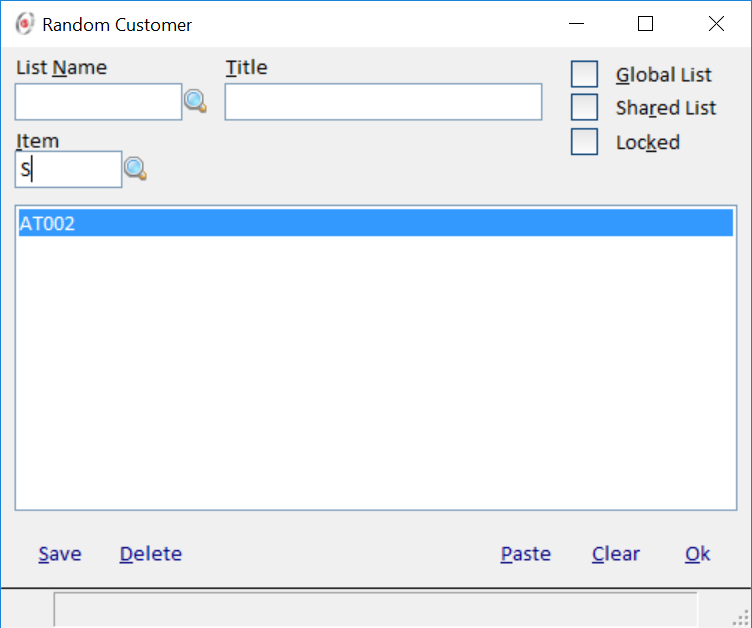 Random Customer
List Name
Title
Global List
Shared List
Locked
Item
S
AT002
Save
Delete
Paste
Clear
Ok